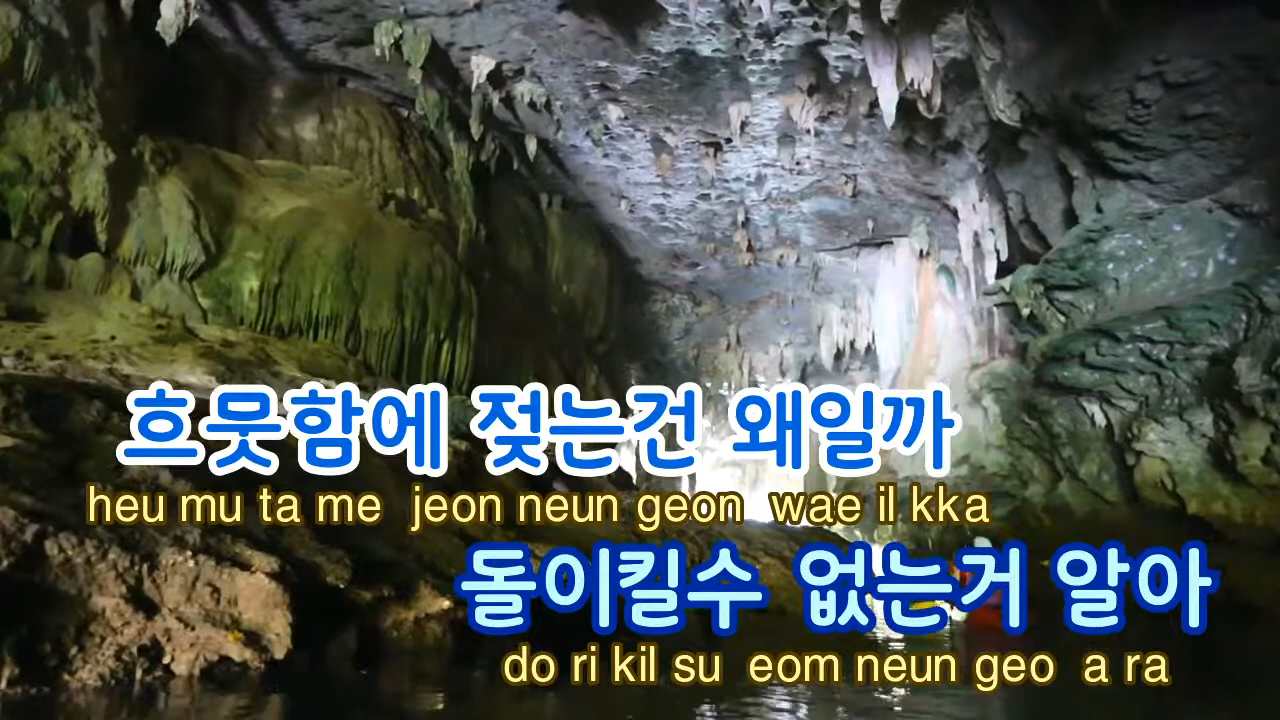 흐뭇함에 젖는건 왜일까
heu mu ta me jeon neun geon wae il kka
돌이킬수 없는거 알아
do ri kil su eom neun geo a ra